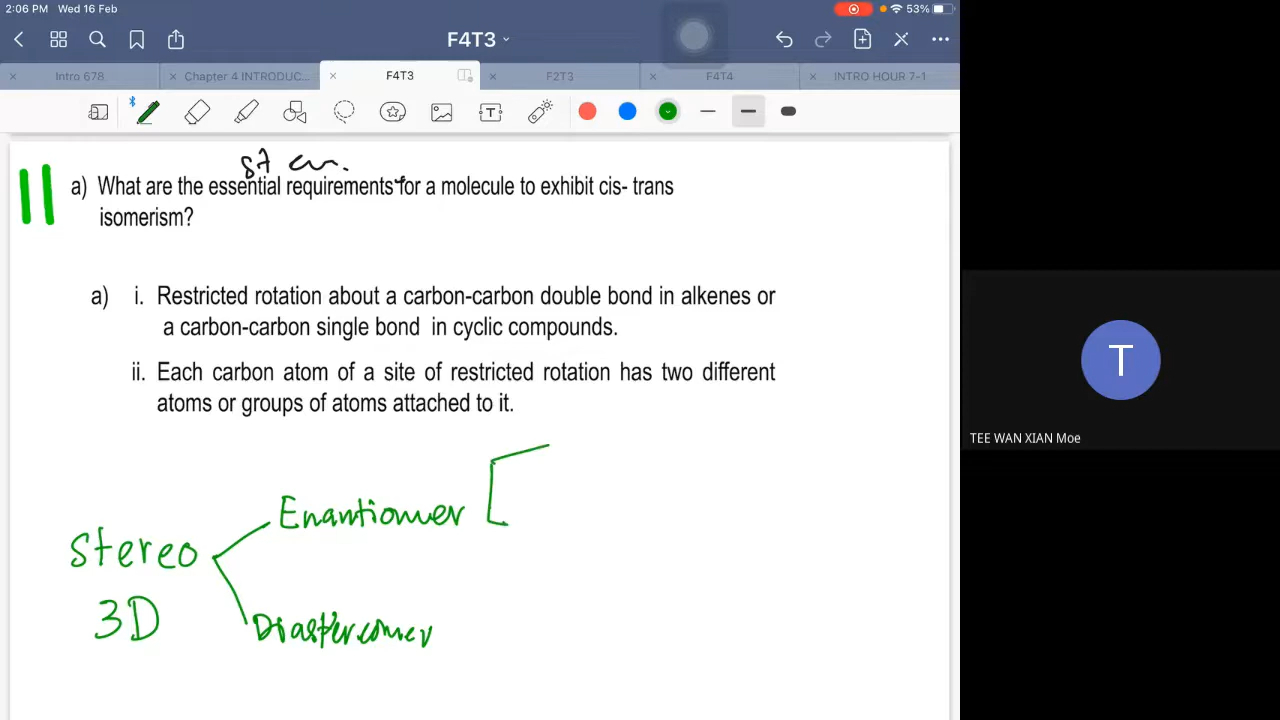 2:06 PM Wed 16 Feb
53%
F4T3
Intro 678
Chapter 4 INTRODUC...
F4T3
F2T3
F4T4
INTRO HOUR 7-1
a) What are the essential requirements for a molecule to exhibit cis- trans
isomerism?
a) i. Restricted rotation about a carbon-carbon double bond in alkenes or
a carbon-carbon single bond in cyclic compounds.
ii. Each carbon atom of a site of restricted rotation has two different
atoms or groups of atoms attached to it.
Enantiomer
Stereo
3D
Diastereomer
T
TEE WAN XIAN Moe